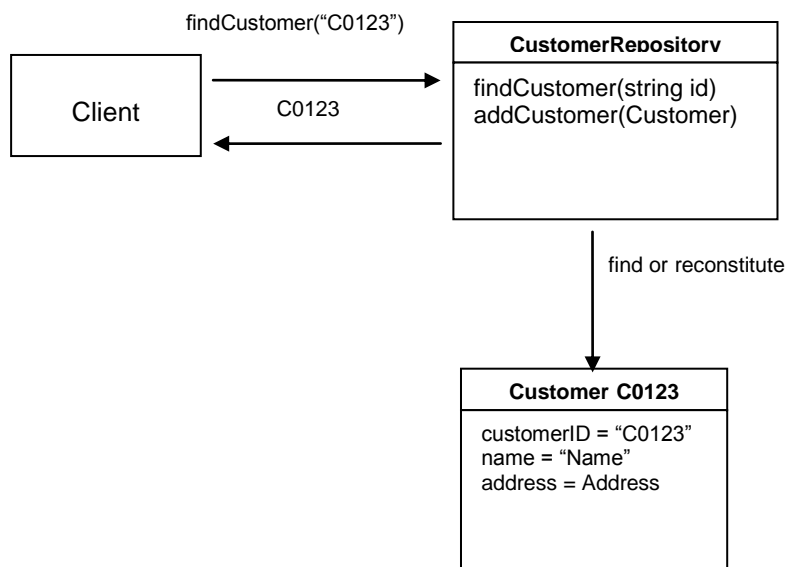 findCustomer(“C0123”)
CustomerRepository
Client
C0123
findCustomer(string id)
addCustomer(Customer)
find or reconstitute
Customer C0123
customerID = “C0123”
name = “Name”
address = Address